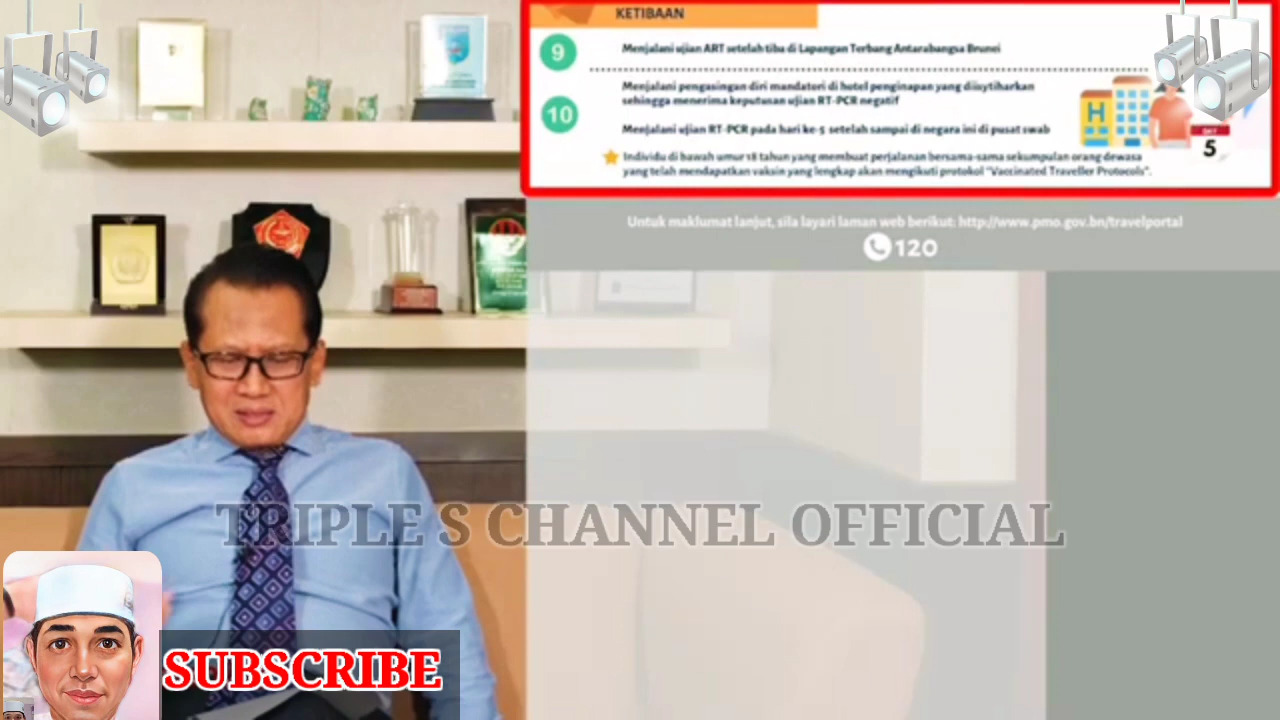 KETIBAAN
9
Menjalani ujian ART setelah tiba di Lapangan Terbang Antarabangsa Brunei
10
Menjalani pengasingan diri mandatori di hotel penginapan yang diisytiharkan
sehingga menerima keputusan ujian RT-PCR negatif
Menjalani ujian RT-PCR pada hari ke-5 setelah sampai di negara ini di pusat swab
H
DAY
5
Individu di bawah umur 18 tahun yang membuat perjalanan bersama-sama sekumpulan orang dewasa
yang telah mendapatkan vaksin yang lengkap akan mengikuti protokol "Vaccinated Traveller Protocols".
Untuk maklumat lanjut, sila layari laman web berikut: http://www.pmo.gov.bn/travelportal
120
TRIPLE S CHANNEL OFFICIAL
SUBSCRIBE